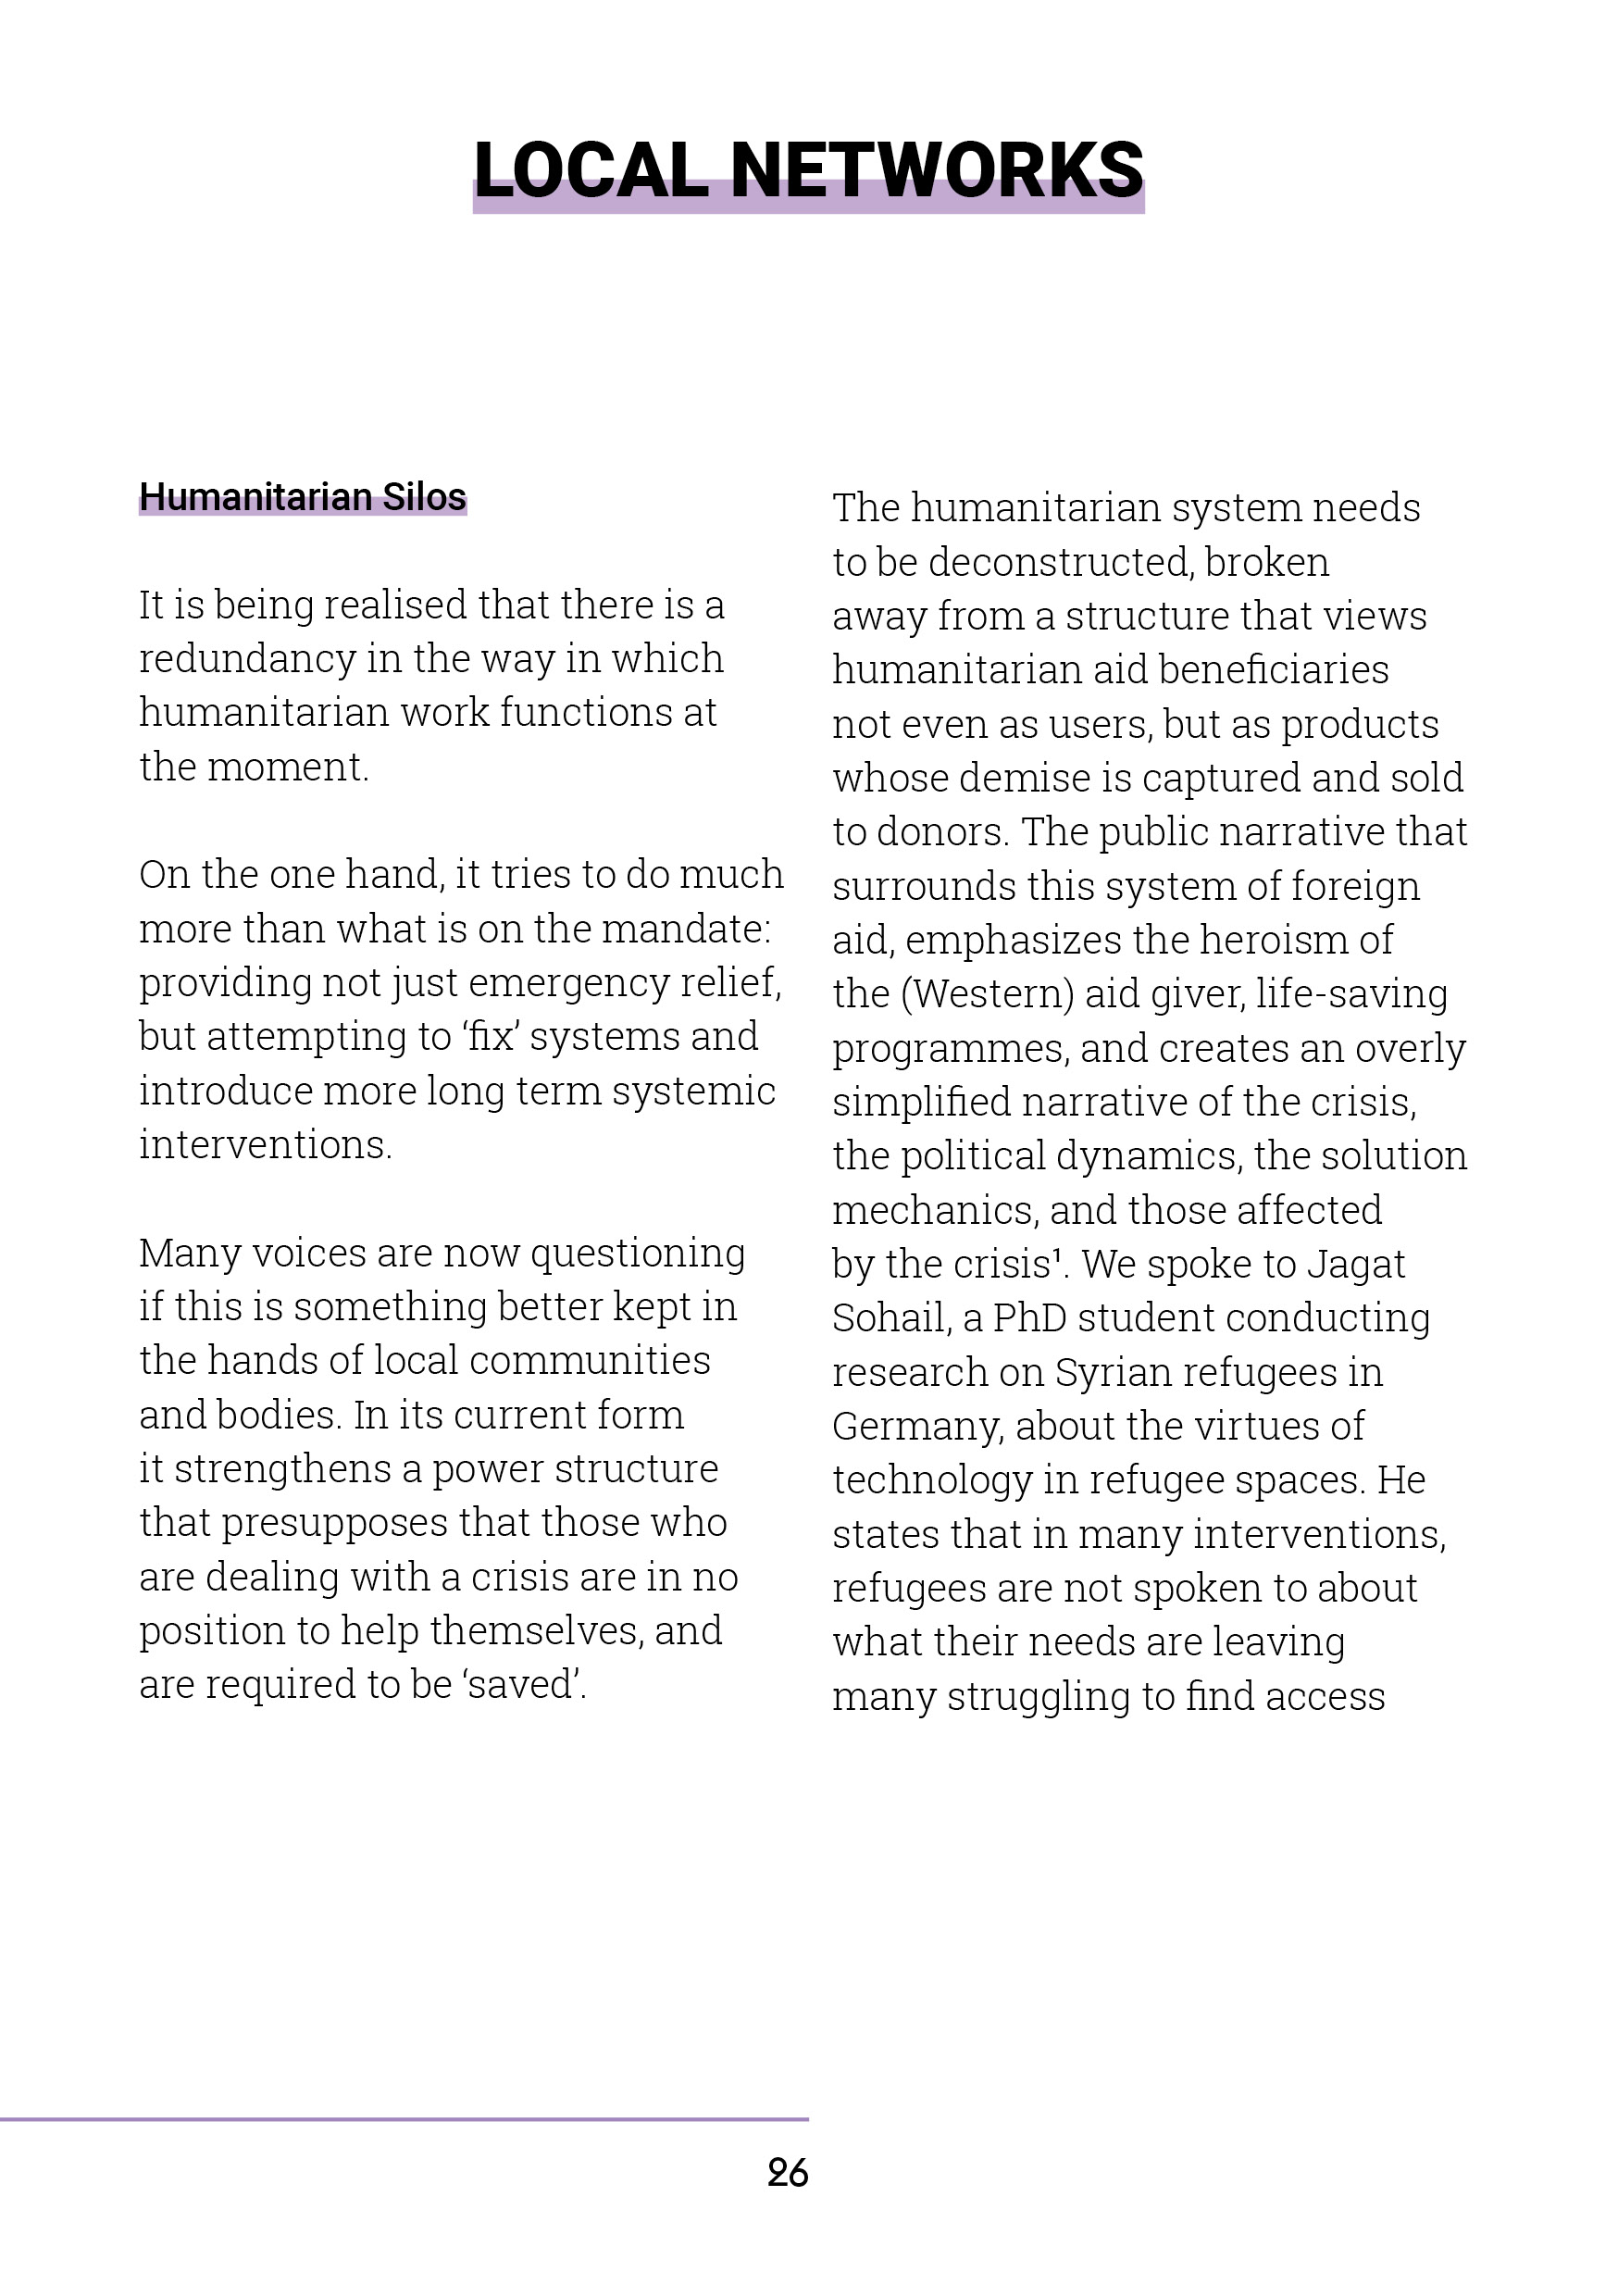 LOCAL NETWORKS
Humanitarian Silos
It is being realised that there is a
redundancy in the way in which
humanitarian work functions at
the moment.
On the one hand, it tries to do much
more than what is on the mandate:
providing not just emergency relief,
but attempting to ‘fix’ systems and
introduce more long term systemic
interventions.
Many voices are now questioning
if this is something better kept in
the hands of local communities
and bodies. In its current form
it strengthens a power structure
that presupposes that those who
are dealing with a crisis are in no
position to help themselves, and
are required to be ‘saved’.
The humanitarian system needs
to be deconstructed, broken
away from a structure that views
humanitarian aid beneficiaries
not even as users, but as products
whose demise is captured and sold
to donors. The public narrative that
surrounds this system of foreign
aid, emphasizes the heroism of
the (Western) aid giver, life-saving
programmes, and creates an overly
simplified narrative of the crisis,
the political dynamics, the solution
mechanics, and those affected
by the crisis¹. We spoke to Jagat
Sohail, a PhD student conducting
research on Syrian refugees in
Germany, about the virtues of
technology in refugee spaces. He
states that in many interventions,
refugees are not spoken to about
what their needs are leaving
many struggling to find access
26